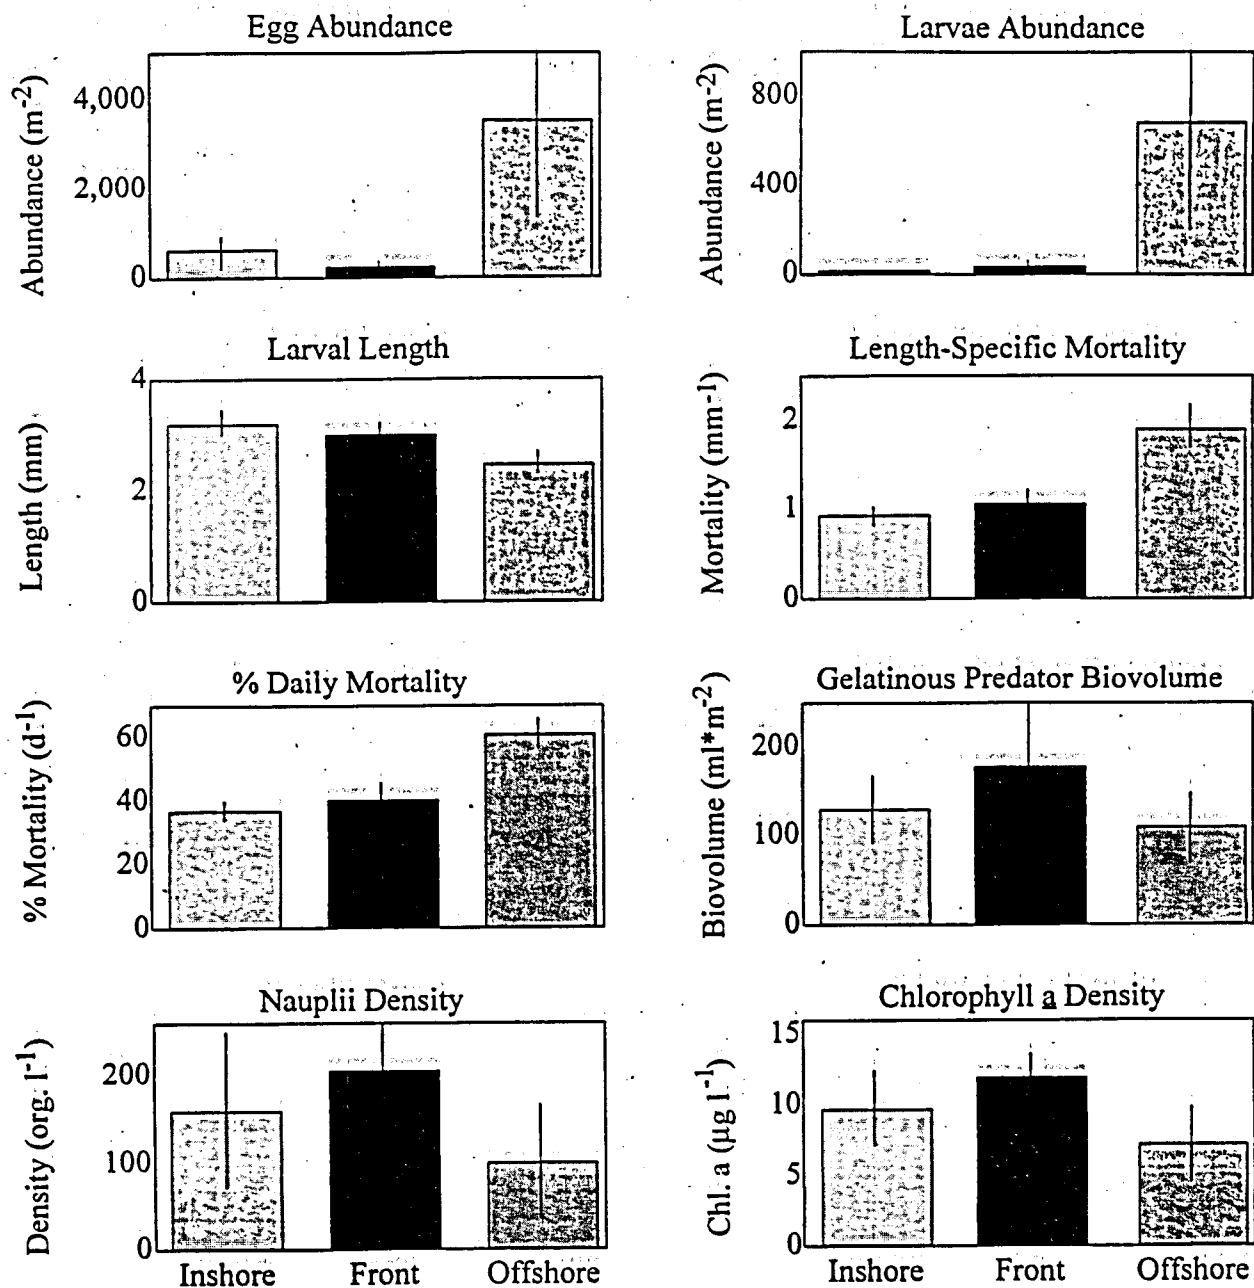 Egg Abundance
Abundance (m⁻²)
4,000
2,000
0
Larvae Abundance
Abundance (m⁻²)
800
400
0
Larval Length
Length (mm)
4
2
0
Length-Specific Mortality
Mortality (mm⁻¹)
2
1
0
% Daily Mortality
% Mortality (d⁻¹)
60
40
20
0
Gelatinous Predator Biovolume
Biovolume (ml*m⁻²)
200
100
0
Nauplii Density
Density (org. l⁻¹)
200
100
0
Inshore Front Offshore
Chlorophyll a Density
Chl. a (µg l⁻¹)
15
10
5
0
Inshore Front Offshore